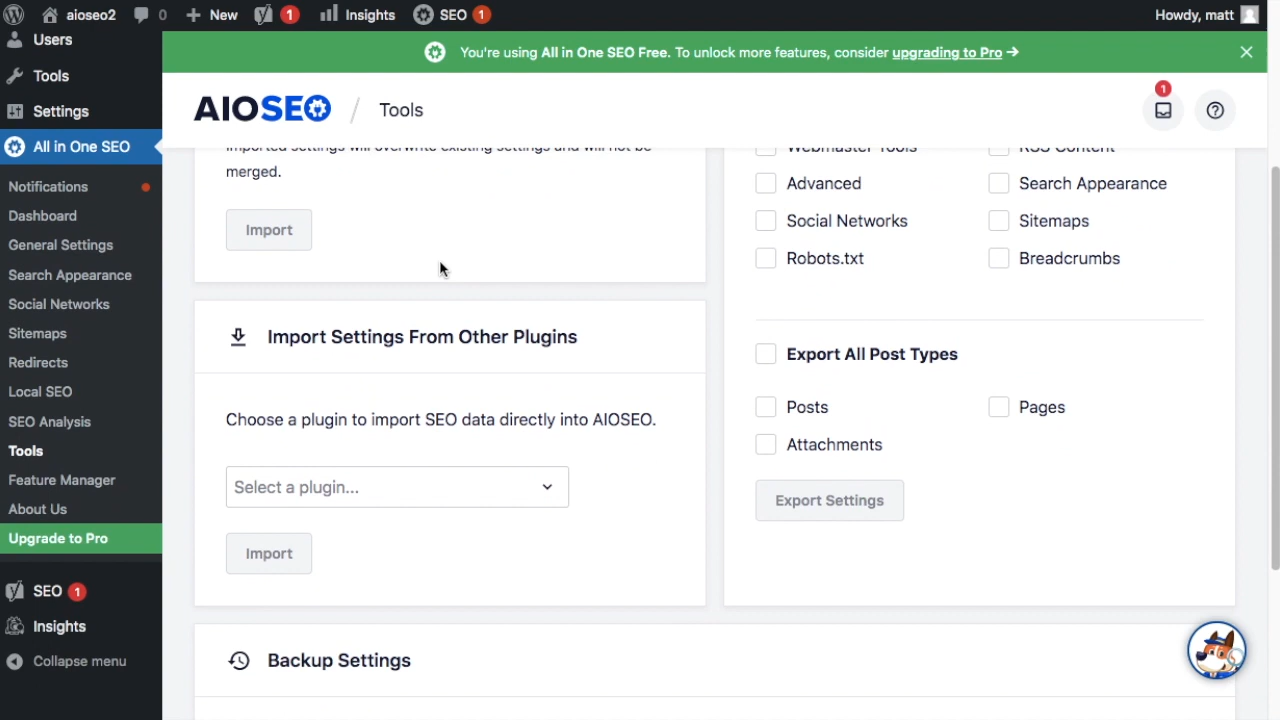 aioseo2
0
New
1
Insights
SEO
1
Howdy, matt
Users
Tools
Settings
All in One SEO
Notifications
Dashboard
General Settings
Search Appearance
Social Networks
Sitemaps
Redirects
Local SEO
SEO Analysis
Tools
Feature Manager
About Us
Upgrade to Pro
SEO 1
Insights
Collapse menu
You're using All in One SEO Free. To unlock more features, consider upgrading to Pro →
AIOSEO / Tools
1
Imported settings will overwrite existing settings and will not be
merged.
Import
Import Settings From Other Plugins
Choose a plugin to import SEO data directly into AIOSEO.
Select a plugin...
Import
Webmaster Tools
RSS Content
Advanced
Search Appearance
Social Networks
Sitemaps
Robots.txt
Breadcrumbs
Export All Post Types
Posts
Pages
Attachments
Export Settings
Backup Settings